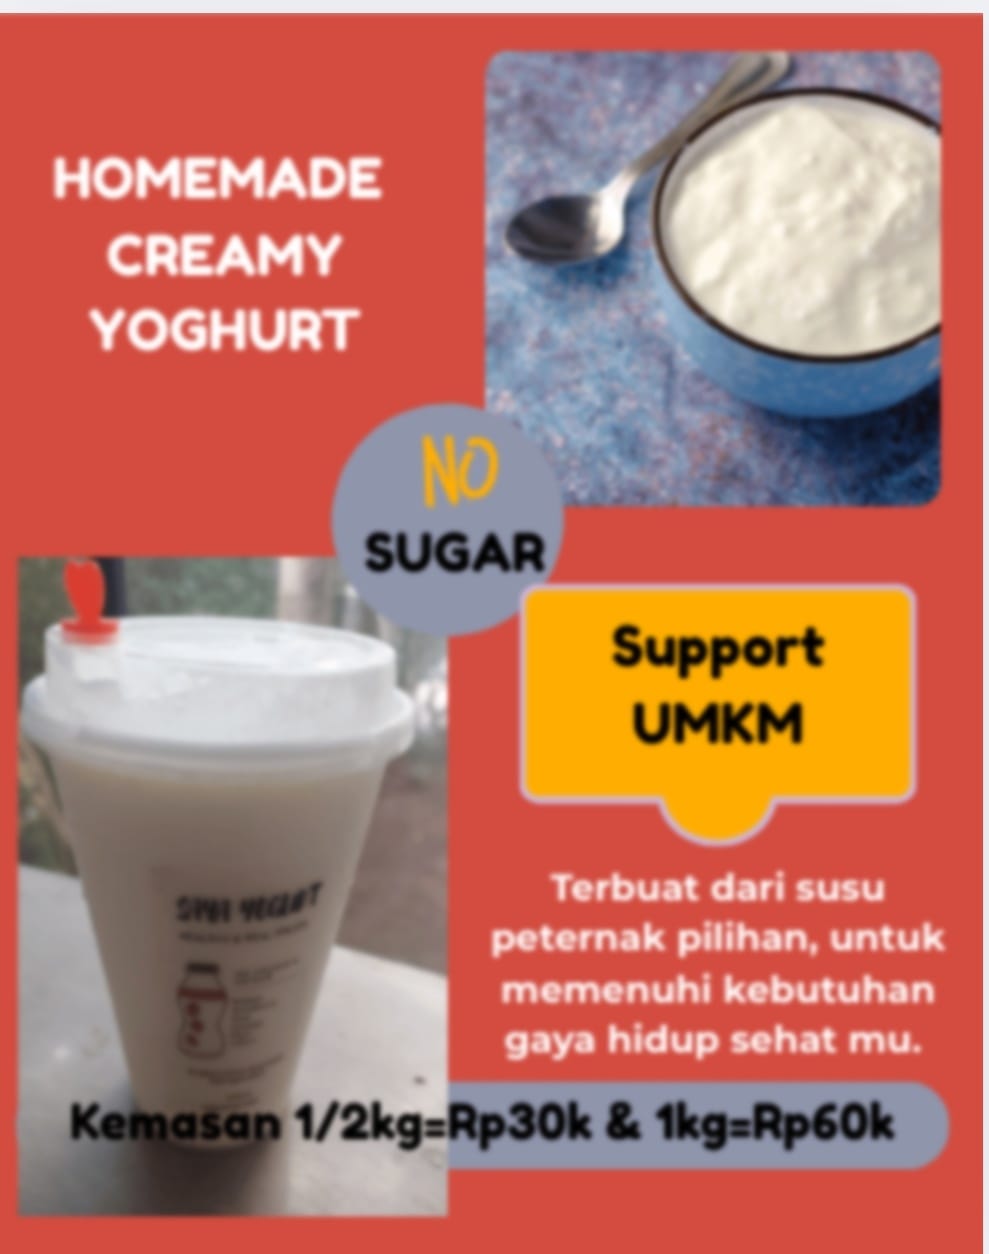 HOMEMADE
CREAMY
YOGHURT
NO
SUGAR
Support
UMKM
Terbuat dari susu
peternak pilihan, untuk
memenuhi kebutuhan
gaya hidup sehat mu.
Kemasan 1/2kg=Rp30k & 1kg=Rp60k